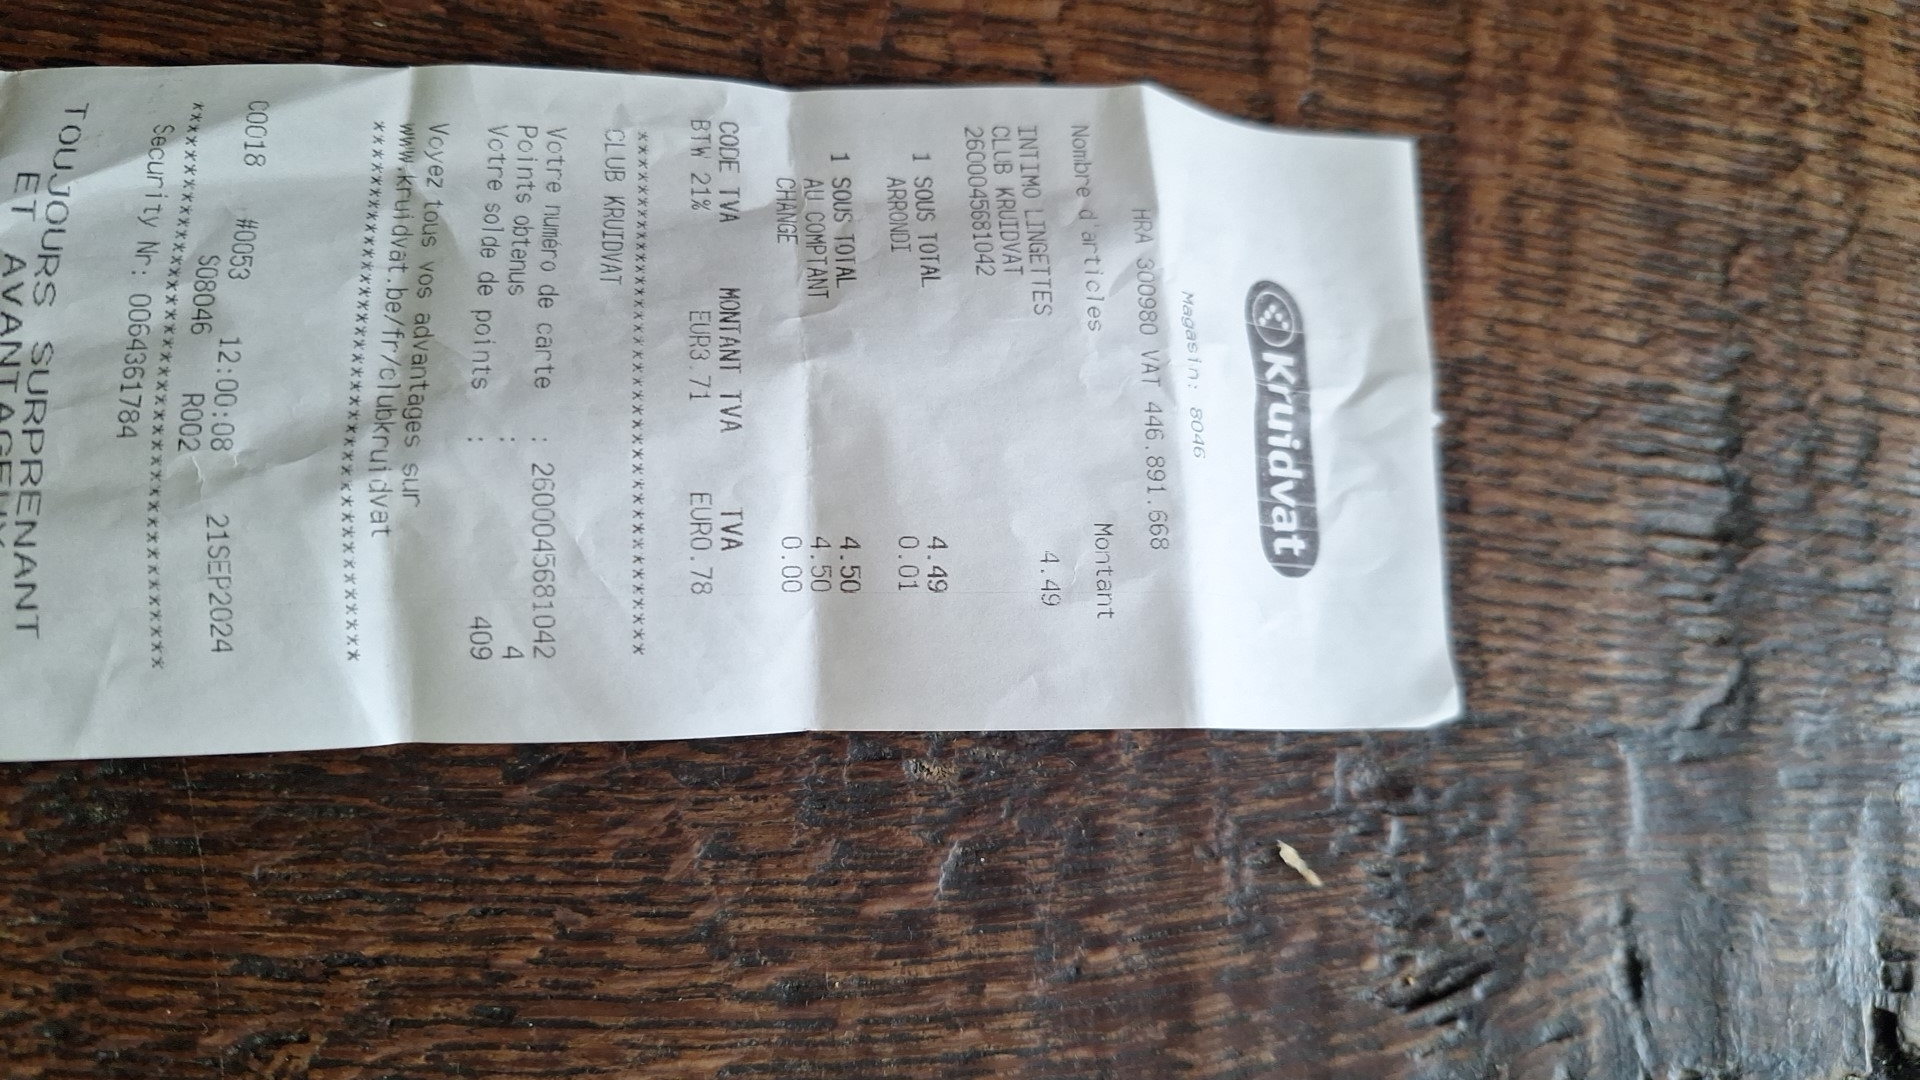 Kruidvat
Magasin: 8046
HRA 300980 VAT 446.891.668
Nombre d'articles Montant
INTIMO LINGETTES 4.49
CLUB KRUIDVAT
2600045681042
1 SOUS TOTAL 4.49
ARRONDI 0.01
1 SOUS TOTAL 4.50
AU COMPTANT 4.50
CHANGE 0.00
CODE TVA MONTANT TVA TVA
BTW 21% EUR3.71 EUR0.78
****************************************
CLUB KRUIDVAT
Votre numéro de carte : 2600045681042
Points obtenus : 4
Votre solde de points : 409
Voyez tous vos advantages sur
www.kruidvat.be/fr/clubkruidvat
****************************************
C0018 #0053 12:00:08 21SEP2024
S08046 R002
****************************************
Security Nr: 0064361784
TOUJOURS SURPRENANT
ET AVANTAGEUX